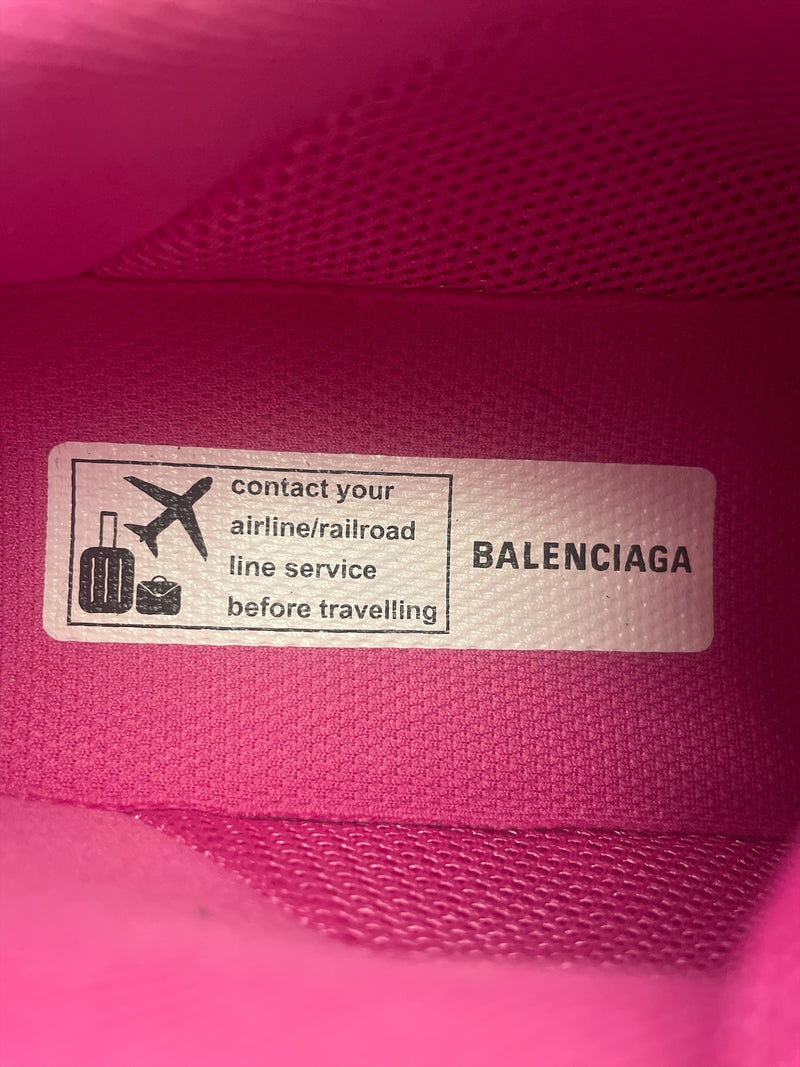 contact your
airline/railroad
line service
before travelling
BALENCIAGA